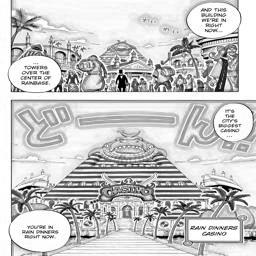 AND THIS
BUILDING
WE'RE IN
RIGHT
NOW...
...
TOWERS
OVER THE
CENTER OF
RAINBASE.
IT'S
THE
CITY'S
BIGGEST
CASINO
...
CASINO
YOU'RE IN
RAIN DINNERS
RIGHT NOW.
RAIN DINNERS
CASINO